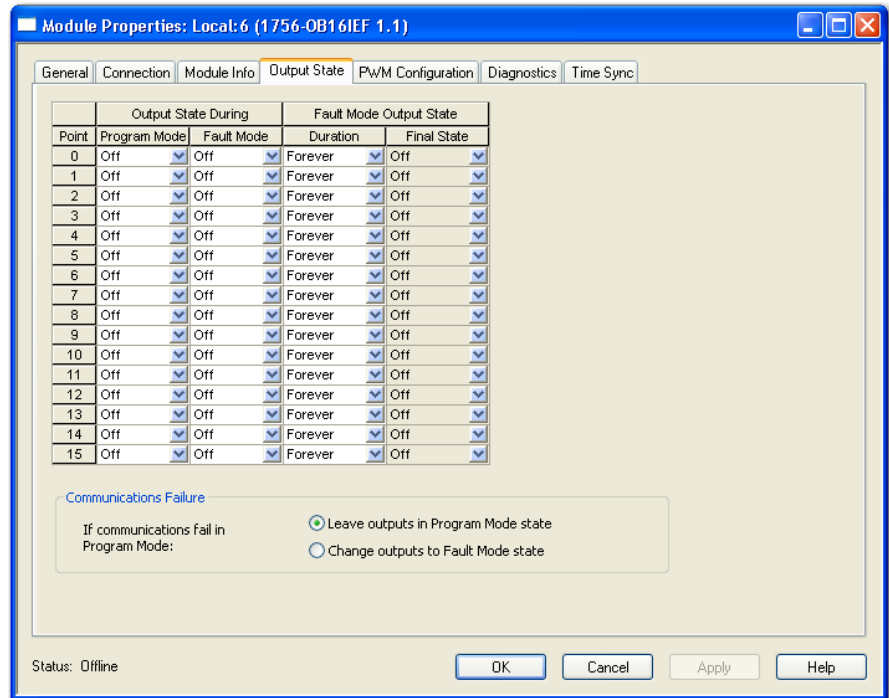 Module Properties: Local:6 (1756-OB16IEF 1.1)
General Connection Module Info Output State PWM Configuration Diagnostics Time Sync
Output State During Fault Mode Output State
Point Program Mode Fault Mode Duration Final State
0 Off Off Forever Off
1 Off Off Forever Off
2 Off Off Forever Off
3 Off Off Forever Off
4 Off Off Forever Off
5 Off Off Forever Off
6 Off Off Forever Off
7 Off Off Forever Off
8 Off Off Forever Off
9 Off Off Forever Off
10 Off Off Forever Off
11 Off Off Forever Off
12 Off Off Forever Off
13 Off Off Forever Off
14 Off Off Forever Off
15 Off Off Forever Off
Communications Failure
If communications fail in
Program Mode:
Leave outputs in Program Mode state
Change outputs to Fault Mode state
Status: Offline
OK Cancel Apply Help